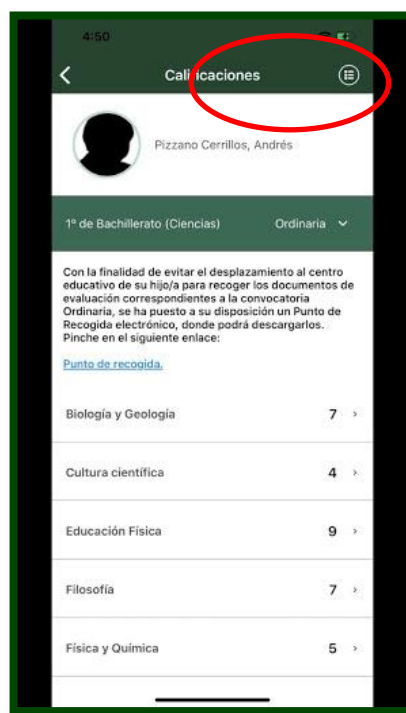 4:50
Calificaciones
Pizzano Cerrillos, Andrés
1º de Bachillerato (Ciencias) Ordinaria
Con la finalidad de evitar el desplazamiento al centro
educativo de su hijo/a para recoger los documentos de
evaluación correspondientes a la convocatoria
Ordinaria, se ha puesto a su disposición un Punto de
Recogida electrónico, donde podrá descargarlos.
Pinche en el siguiente enlace:
Punto de recogida.
Biología y Geología 7
Cultura científica 4
Educación Física 9
Filosofía 7
Física y Química 5